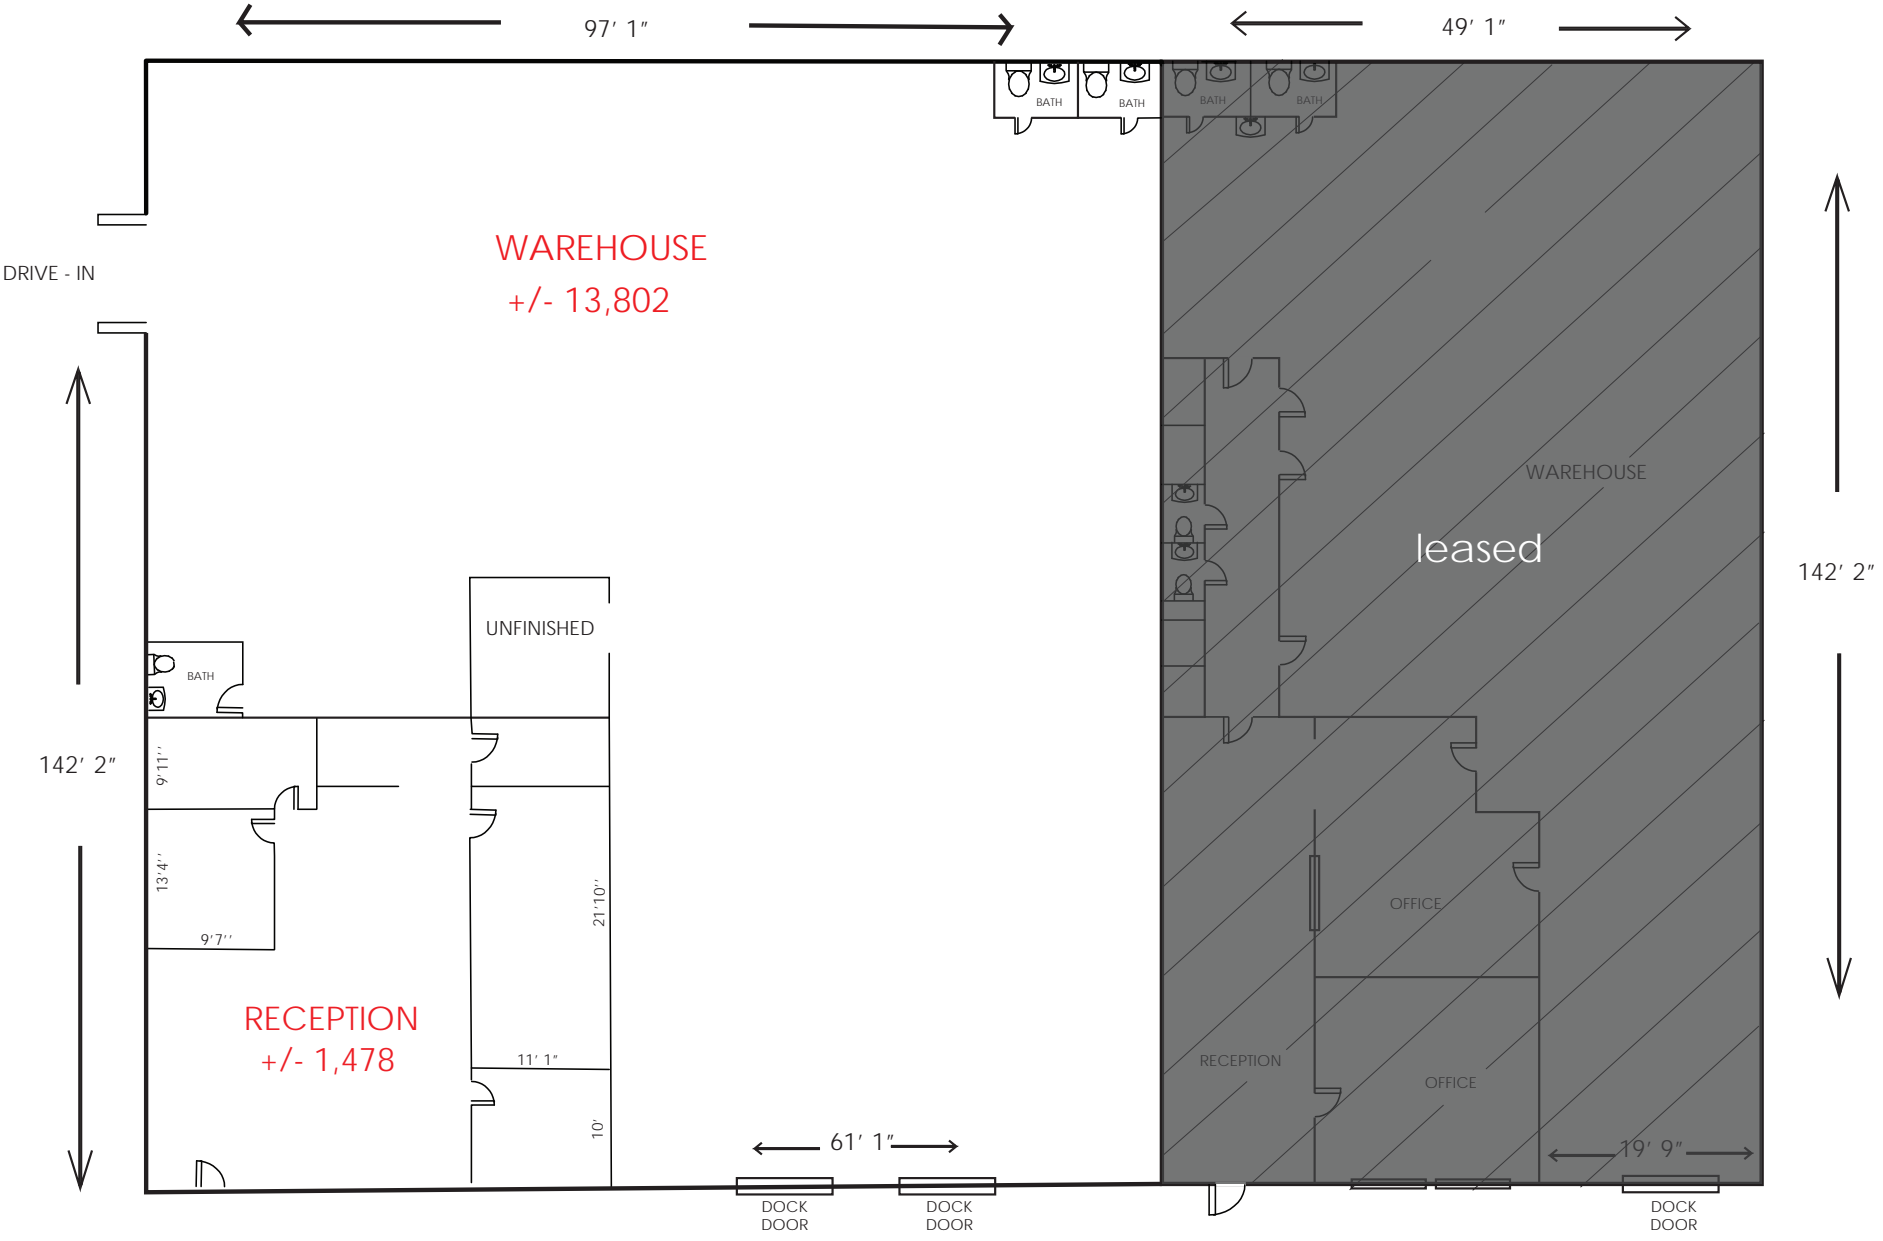 97' 1"
49' 1"
BATH
BATH
BATH
BATH
WAREHOUSE
+/- 13,802
DRIVE - IN
WAREHOUSE
leased
142' 2"
UNFINISHED
BATH
142' 2"
9'11''
13'4''
9'7''
21'10''
OFFICE
RECEPTION
+/- 1,478
11' 1"
RECEPTION
OFFICE
10'
61' 1"
19' 9"
DOCK
DOOR
DOCK
DOOR
DOCK
DOOR